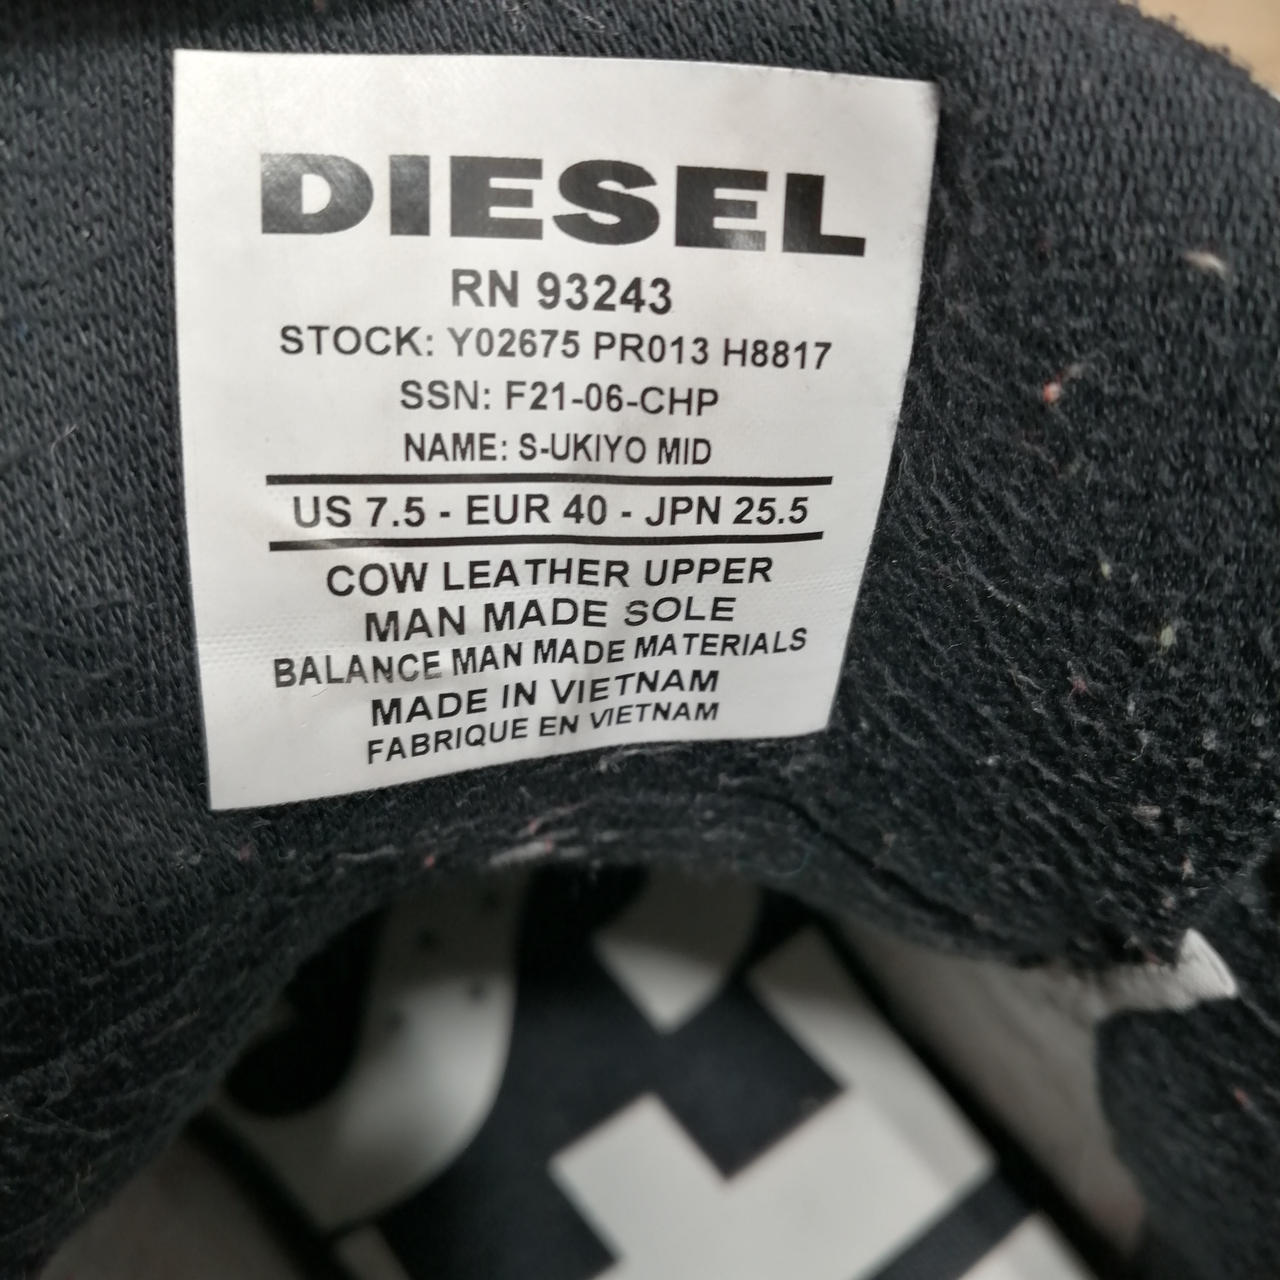 DIESEL
RN 93243
STOCK: Y02675 PR013 H8817
SSN: F21-06-CHP
NAME: S-UKIYO MID
US 7.5 - EUR 40 - JPN 25.5
COW LEATHER UPPER
MAN MADE SOLE
BALANCE MAN MADE MATERIALS
MADE IN VIETNAM
FABRIQUE EN VIETNAM